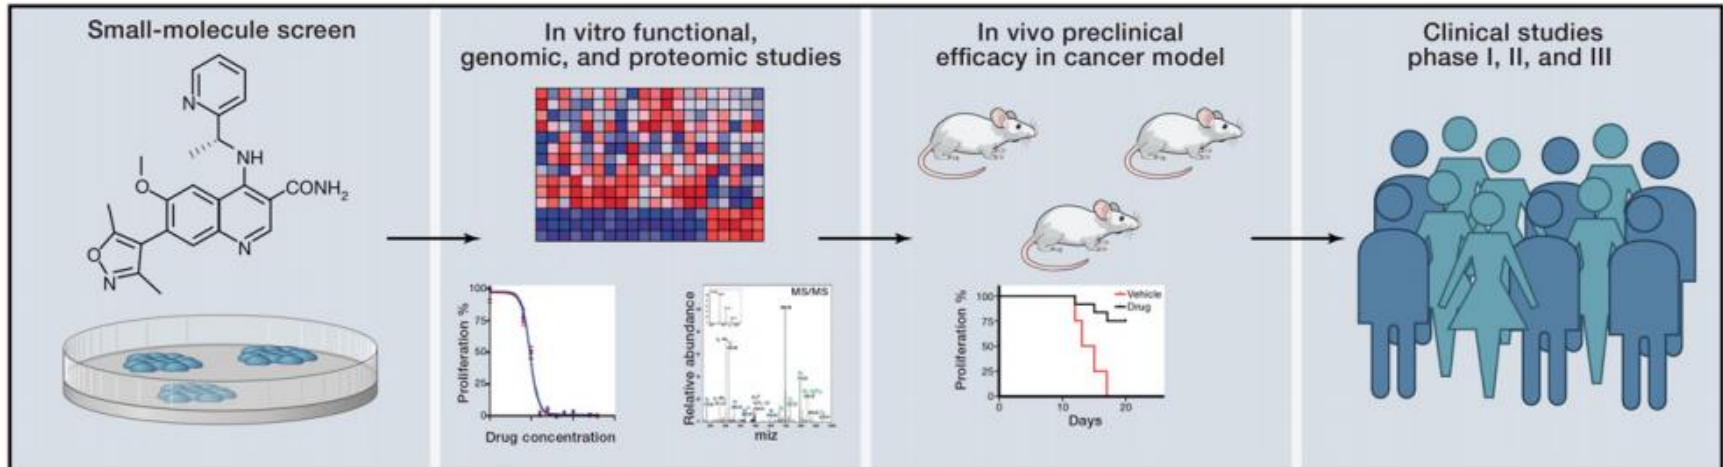 Small-molecule screen
N
NH
O
CONH₂
O
N
N
In vitro functional,
genomic, and proteomic studies
Proliferation %
100
75
50
25
0
Drug concentration
Relative abundance
MS/MS
miz
In vivo preclinical
efficacy in cancer model
Proliferation %
100
75
50
25
0
Vehicle
Drug
0 10 20
Days
Clinical studies
phase I, II, and III